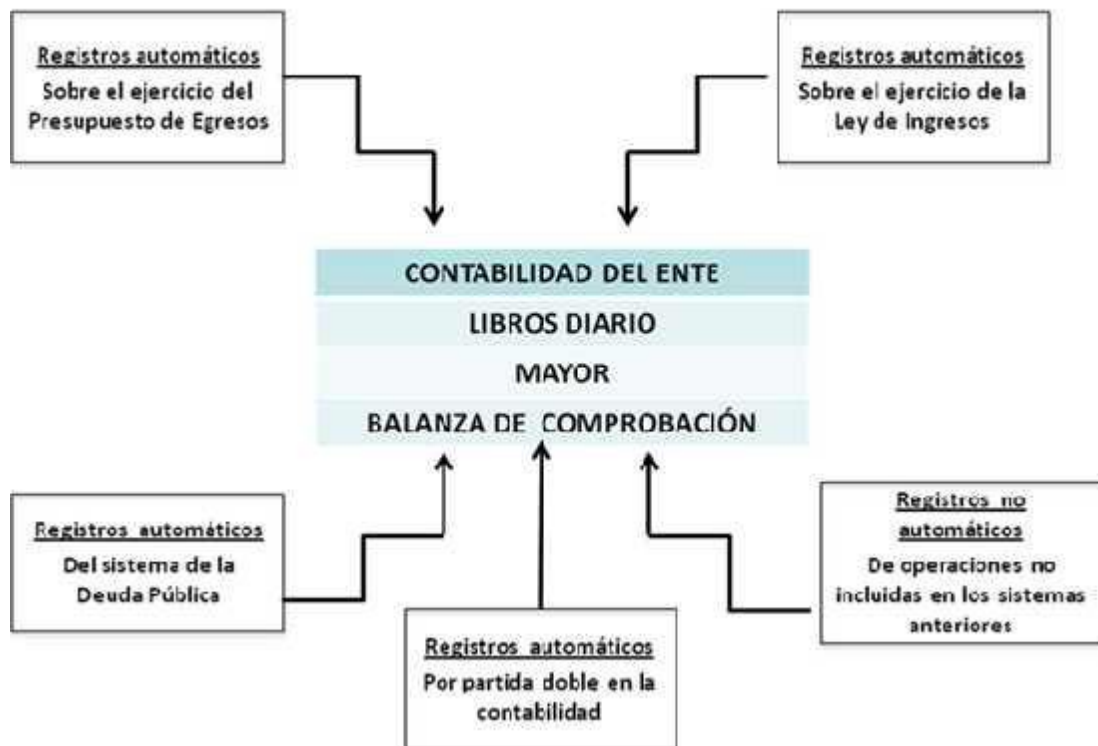 Registros automáticos
Sobre el ejercicio del
Presupuesto de Egresos
Registros automáticos
Sobre el ejercicio de la
Ley de Ingresos
CONTABILIDAD DEL ENTE
LIBROS DIARIO
MAYOR
BALANZA DE COMPROBACIÓN
Registros automáticos
Del sistema de la
Deuda Pública
Registros automáticos
Por partida doble en la
contabilidad
Registros no
automáticos
De operaciones no
incluidas en los sistemas
anteriores